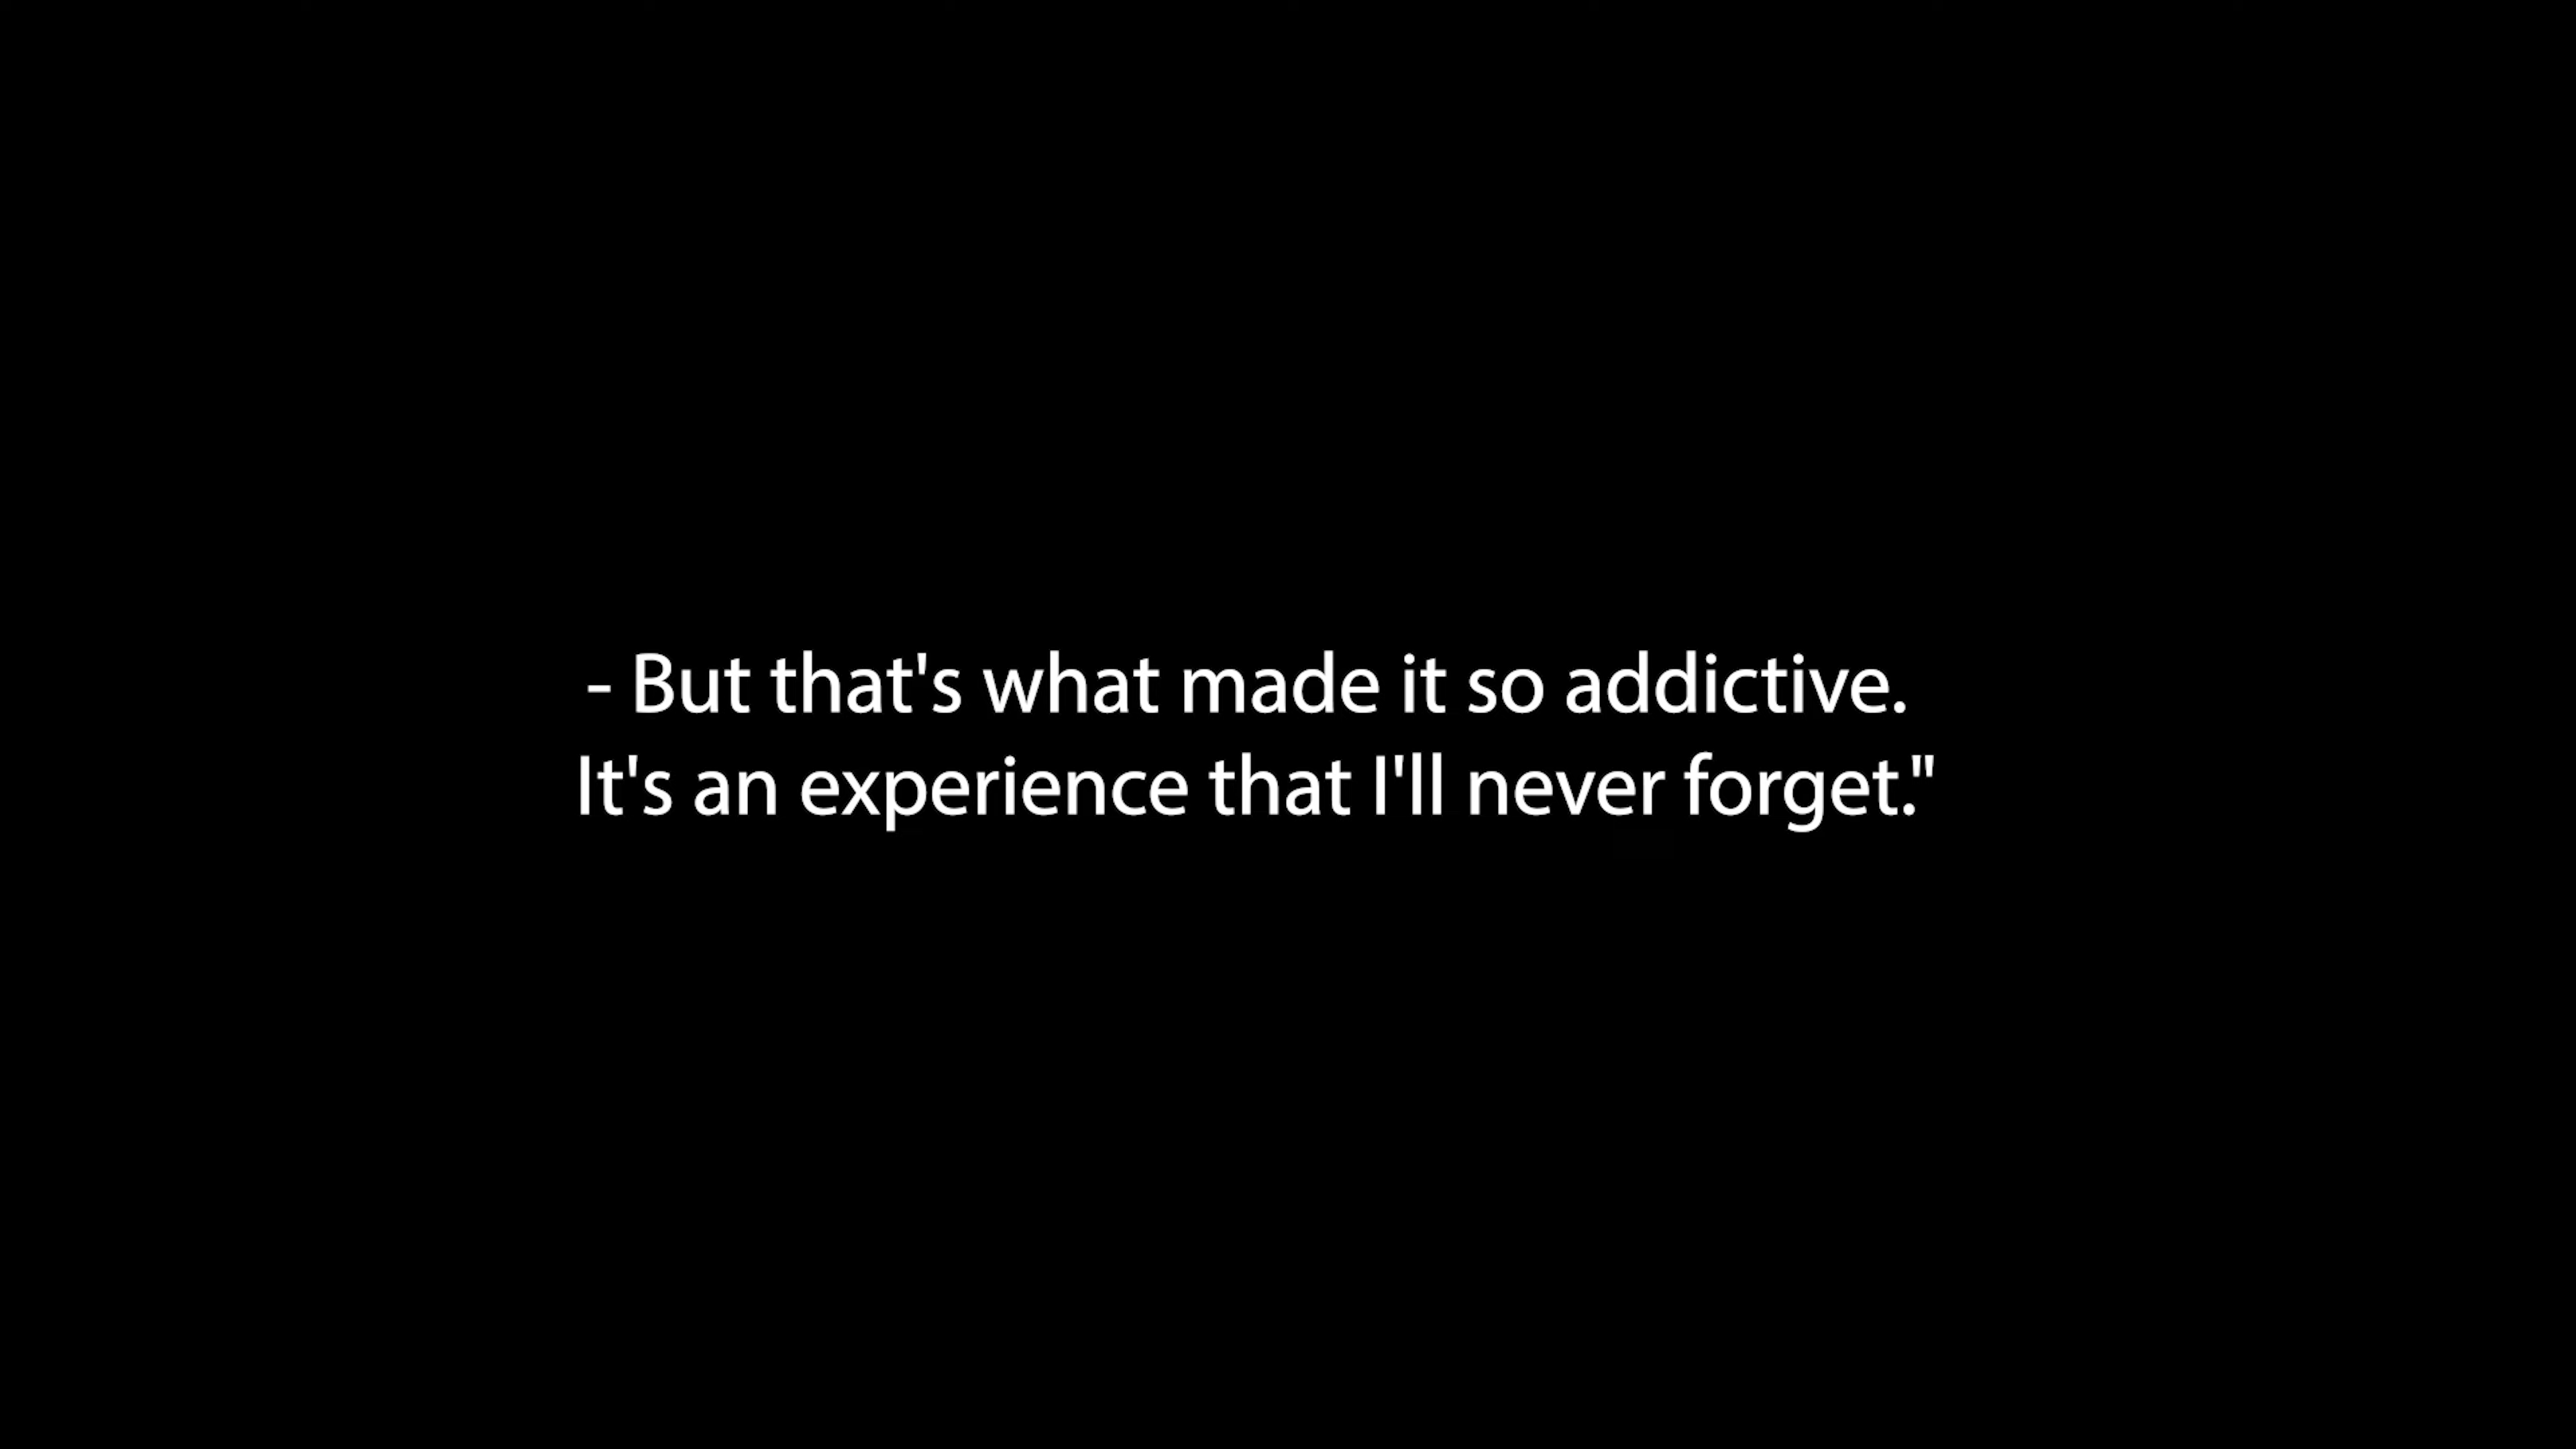 - But that's what made it so addictive.
It's an experience that I'll never forget."